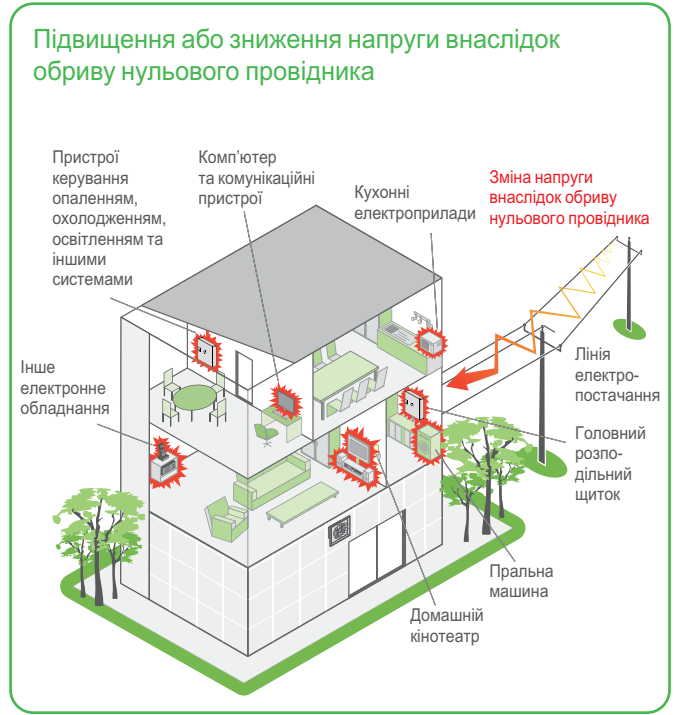 Підвищення або зниження напруги внаслідок
обриву нульового провідника
Пристрої
керування
опаленням,
охолодженням,
освітленням та
іншими
системами
Комп’ютер
та комунікаційні
пристрої
Кухонні
електроприлади
Зміна напруги
внаслідок обриву
нульового провідника
Інше
електронне
обладнання
Лінія
електро-
постачання
Головний
розпо-
дільний
щиток
Пральна
машина
Домашній
кінотеатр